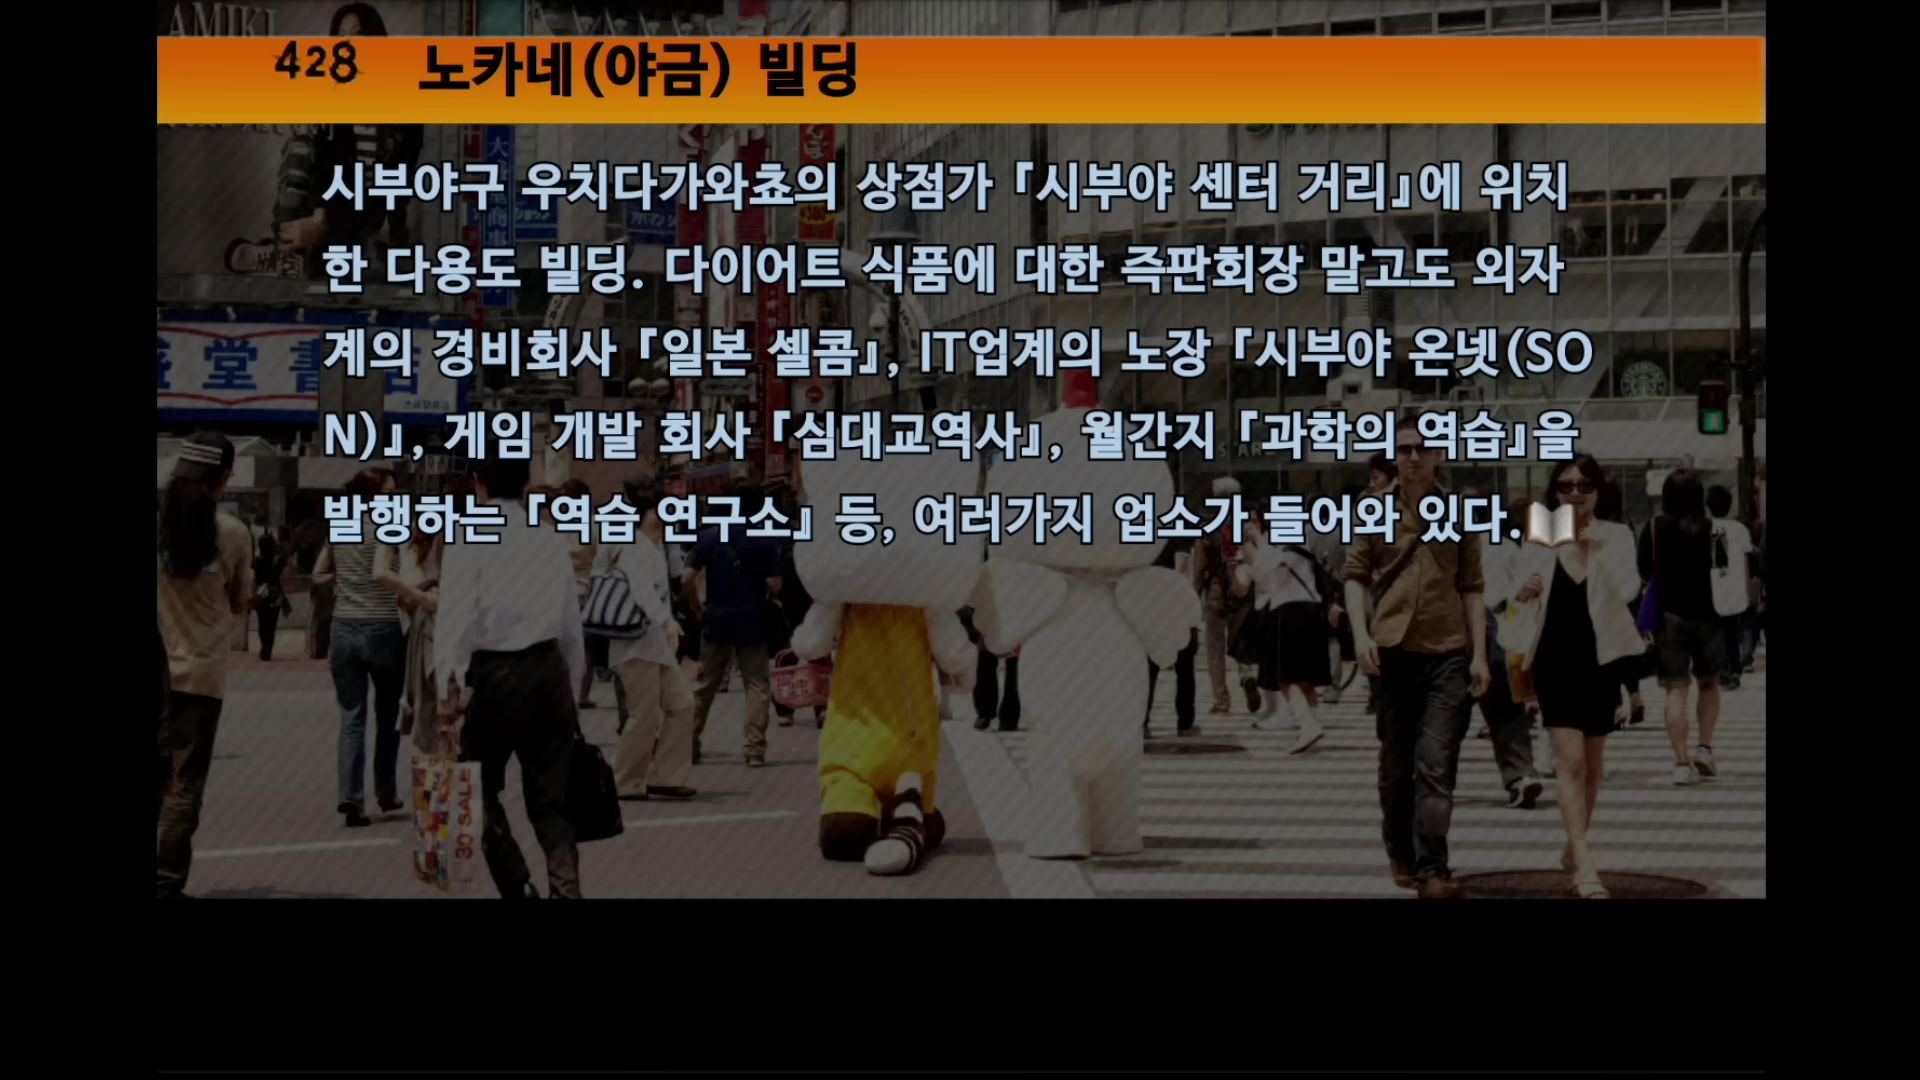 AMIKI
428 노카네(야금) 빌딩
시부야구 우치다가와쵸의 상점가 『시부야 센터 거리』에 위치
한 다용도 빌딩. 다이어트 식품에 대한 즉판회장 말고도 외자
계의 경비회사 『일본 셀콤』, IT업계의 노장 『시부야 온넷(SO
N)』, 게임 개발 회사 『심대교역사』, 월간지 『과학의 역습』을
발행하는 『역습 연구소』 등, 여러가지 업소가 들어와 있다.
30 SALE